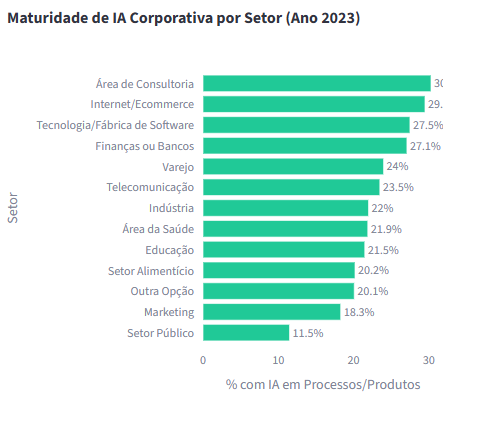 Maturidade de IA Corporativa por Setor (Ano 2023)
Setor
Área de Consultoria
Internet/Ecommerce 29.
Tecnologia/Fábrica de Software 27.5%
Finanças ou Bancos 27.1%
Varejo 24%
Telecomunicação 23.5%
Indústria 22%
Área da Saúde 21.9%
Educação 21.5%
Setor Alimentício 20.2%
Outra Opção 20.1%
Marketing 18.3%
Setor Público 11.5%
0 10 20 30
% com IA em Processos/Produtos